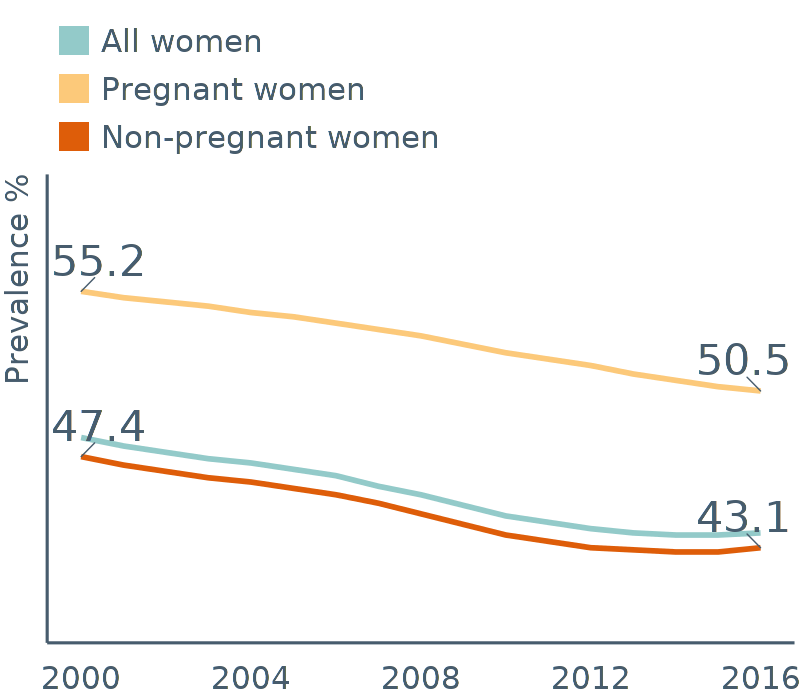 All women
Pregnant women
Non-pregnant women
Prevalence %
55.2
50.5
47.4
43.1
2000 2004 2008 2012 2016